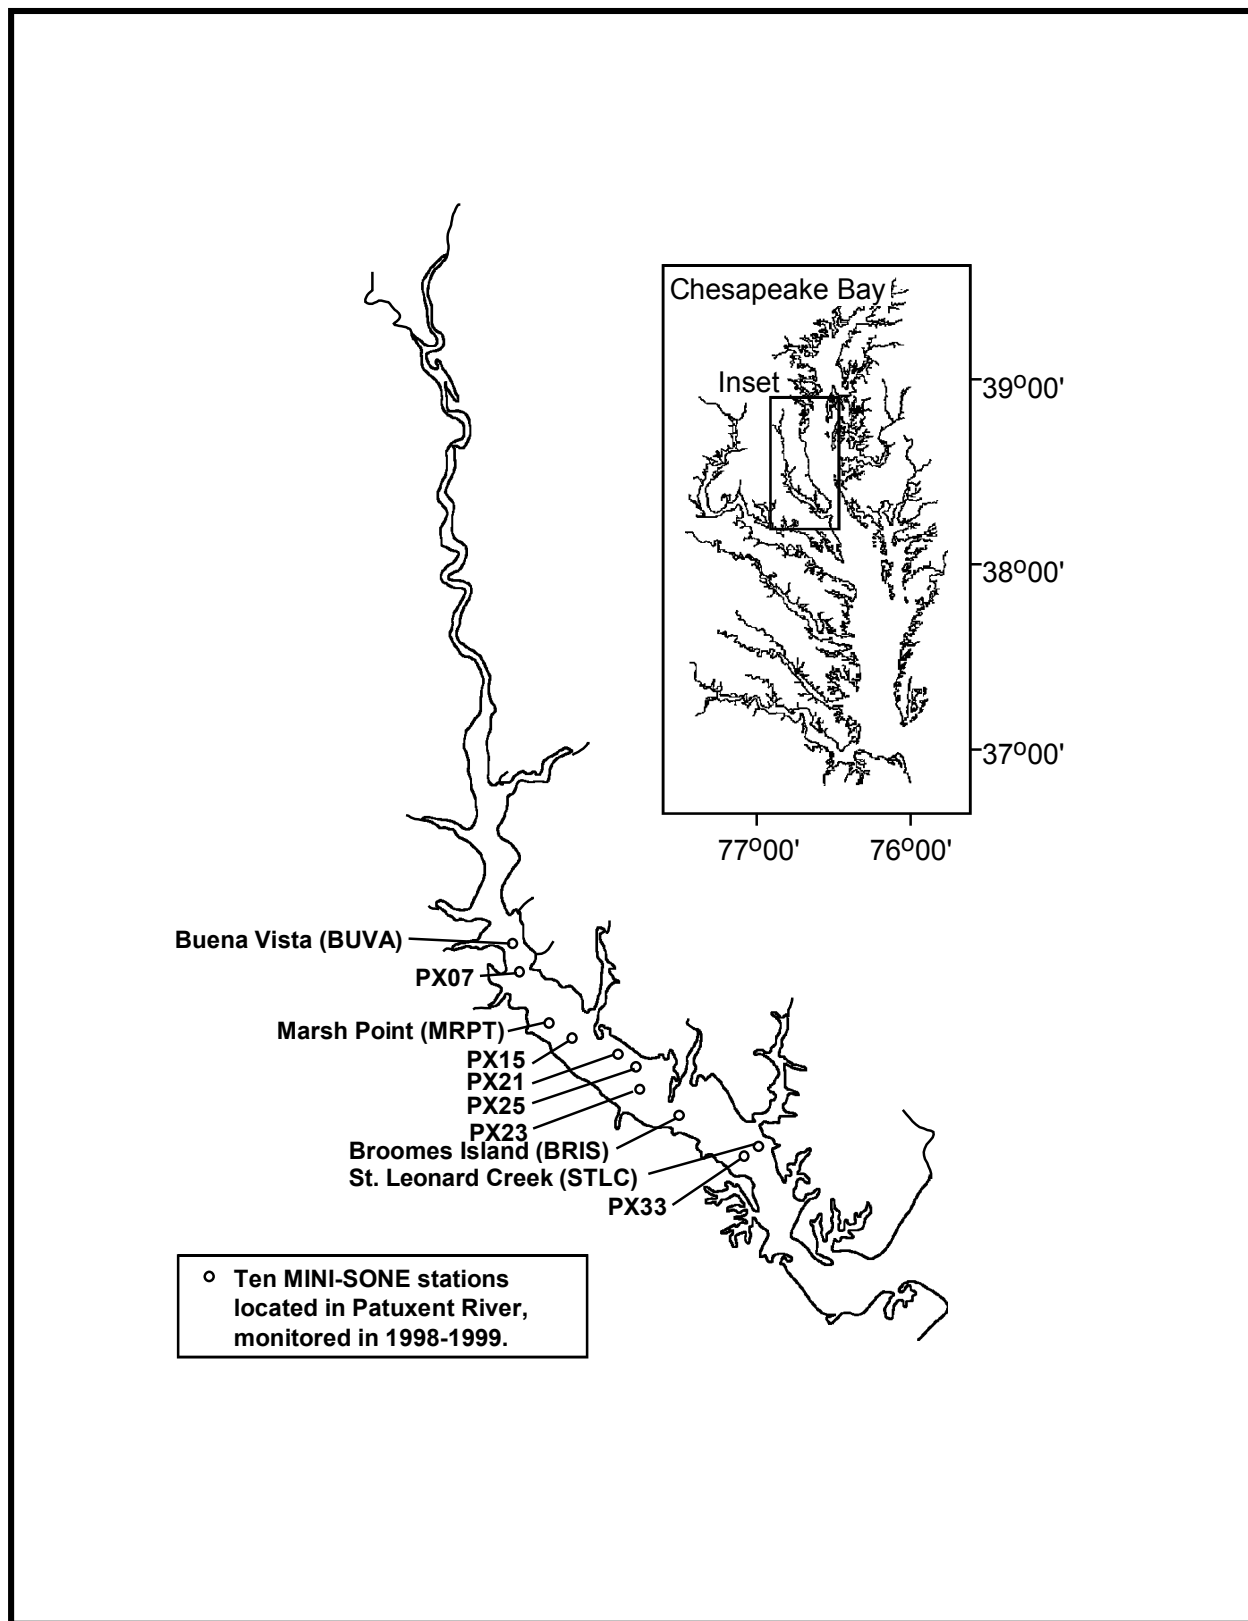 Chesapeake Bay
Inset
39º00'
38º00'
37º00'
77º00'
76º00'
Buena Vista (BUVA)
PX07
Marsh Point (MRPT)
PX15
PX21
PX25
PX23
Broomes Island (BRIS)
St. Leonard Creek (STLC)
PX33
Ten MINI-SONE stations
located in Patuxent River,
monitored in 1998-1999.